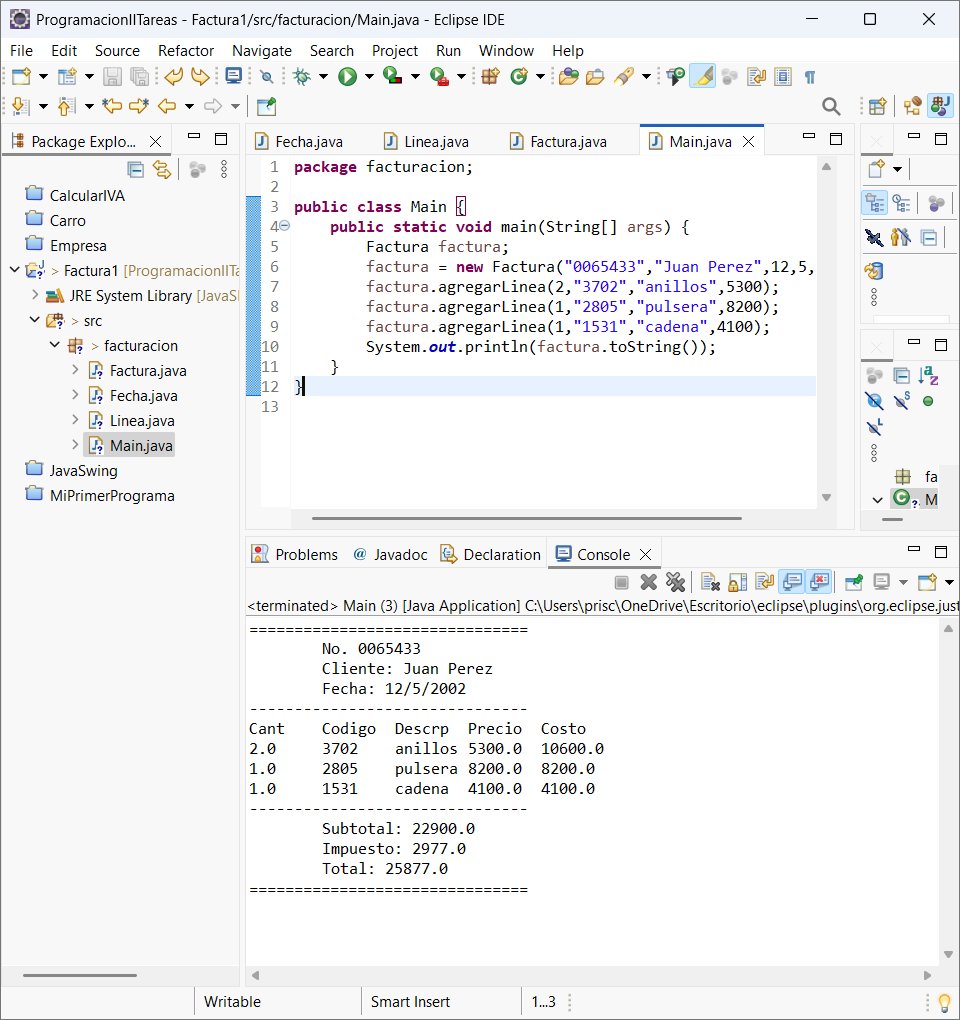 ProgramacionIITareas - Factura1/src/facturacion/Main.java - Eclipse IDE
File Edit Source Refactor Navigate Search Project Run Window Help
Package Explo...
CalcularIVA
Carro
Empresa
> Factura1 [ProgramacionIITa
JRE System Library [JavaSE
> src
> facturacion
Factura.java
Fecha.java
Linea.java
Main.java
JavaSwing
MiPrimerPrograma
Fecha.java Linea.java Factura.java Main.java
1 package facturacion;
2
3 public class Main {
4 public static void main(String[] args) {
5 Factura factura;
6 factura = new Factura("0065433","Juan Perez",12,5,
7 factura.agregarLinea(2,"3702","anillos",5300);
8 factura.agregarLinea(1,"2805","pulsera",8200);
9 factura.agregarLinea(1,"1531","cadena",4100);
10 System.out.println(factura.toString());
11 }
12 }
13
fa
M
Problems @ Javadoc Declaration Console
<terminated> Main (3) [Java Application] C:\Users\prisc\OneDrive\Escritorio\eclipse\plugins\org.eclipse.just
===============================
No. 0065433
Cliente: Juan Perez
Fecha: 12/5/2002
-------------------------------
Cant Codigo Descrp Precio Costo
2.0 3702 anillos 5300.0 10600.0
1.0 2805 pulsera 8200.0 8200.0
1.0 1531 cadena 4100.0 4100.0
-------------------------------
Subtotal: 22900.0
Impuesto: 2977.0
Total: 25877.0
===============================
Writable Smart Insert 1...3